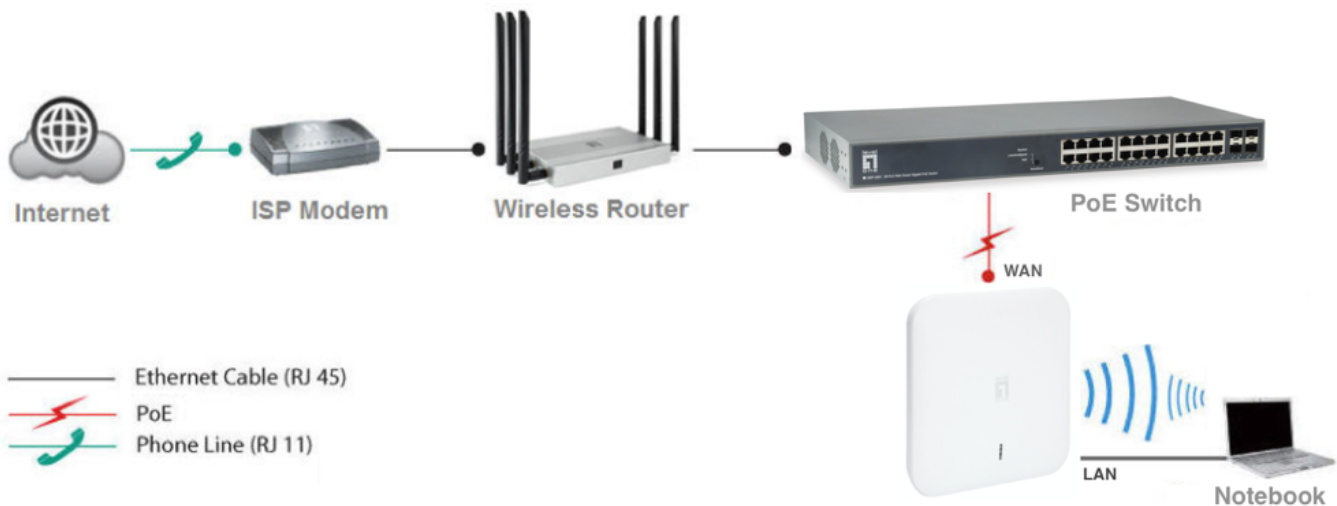 Internet
ISP Modem
Wireless Router
PoE Switch
WAN
Ethernet Cable (RJ 45)
PoE
Phone Line (RJ 11)
LAN
Notebook